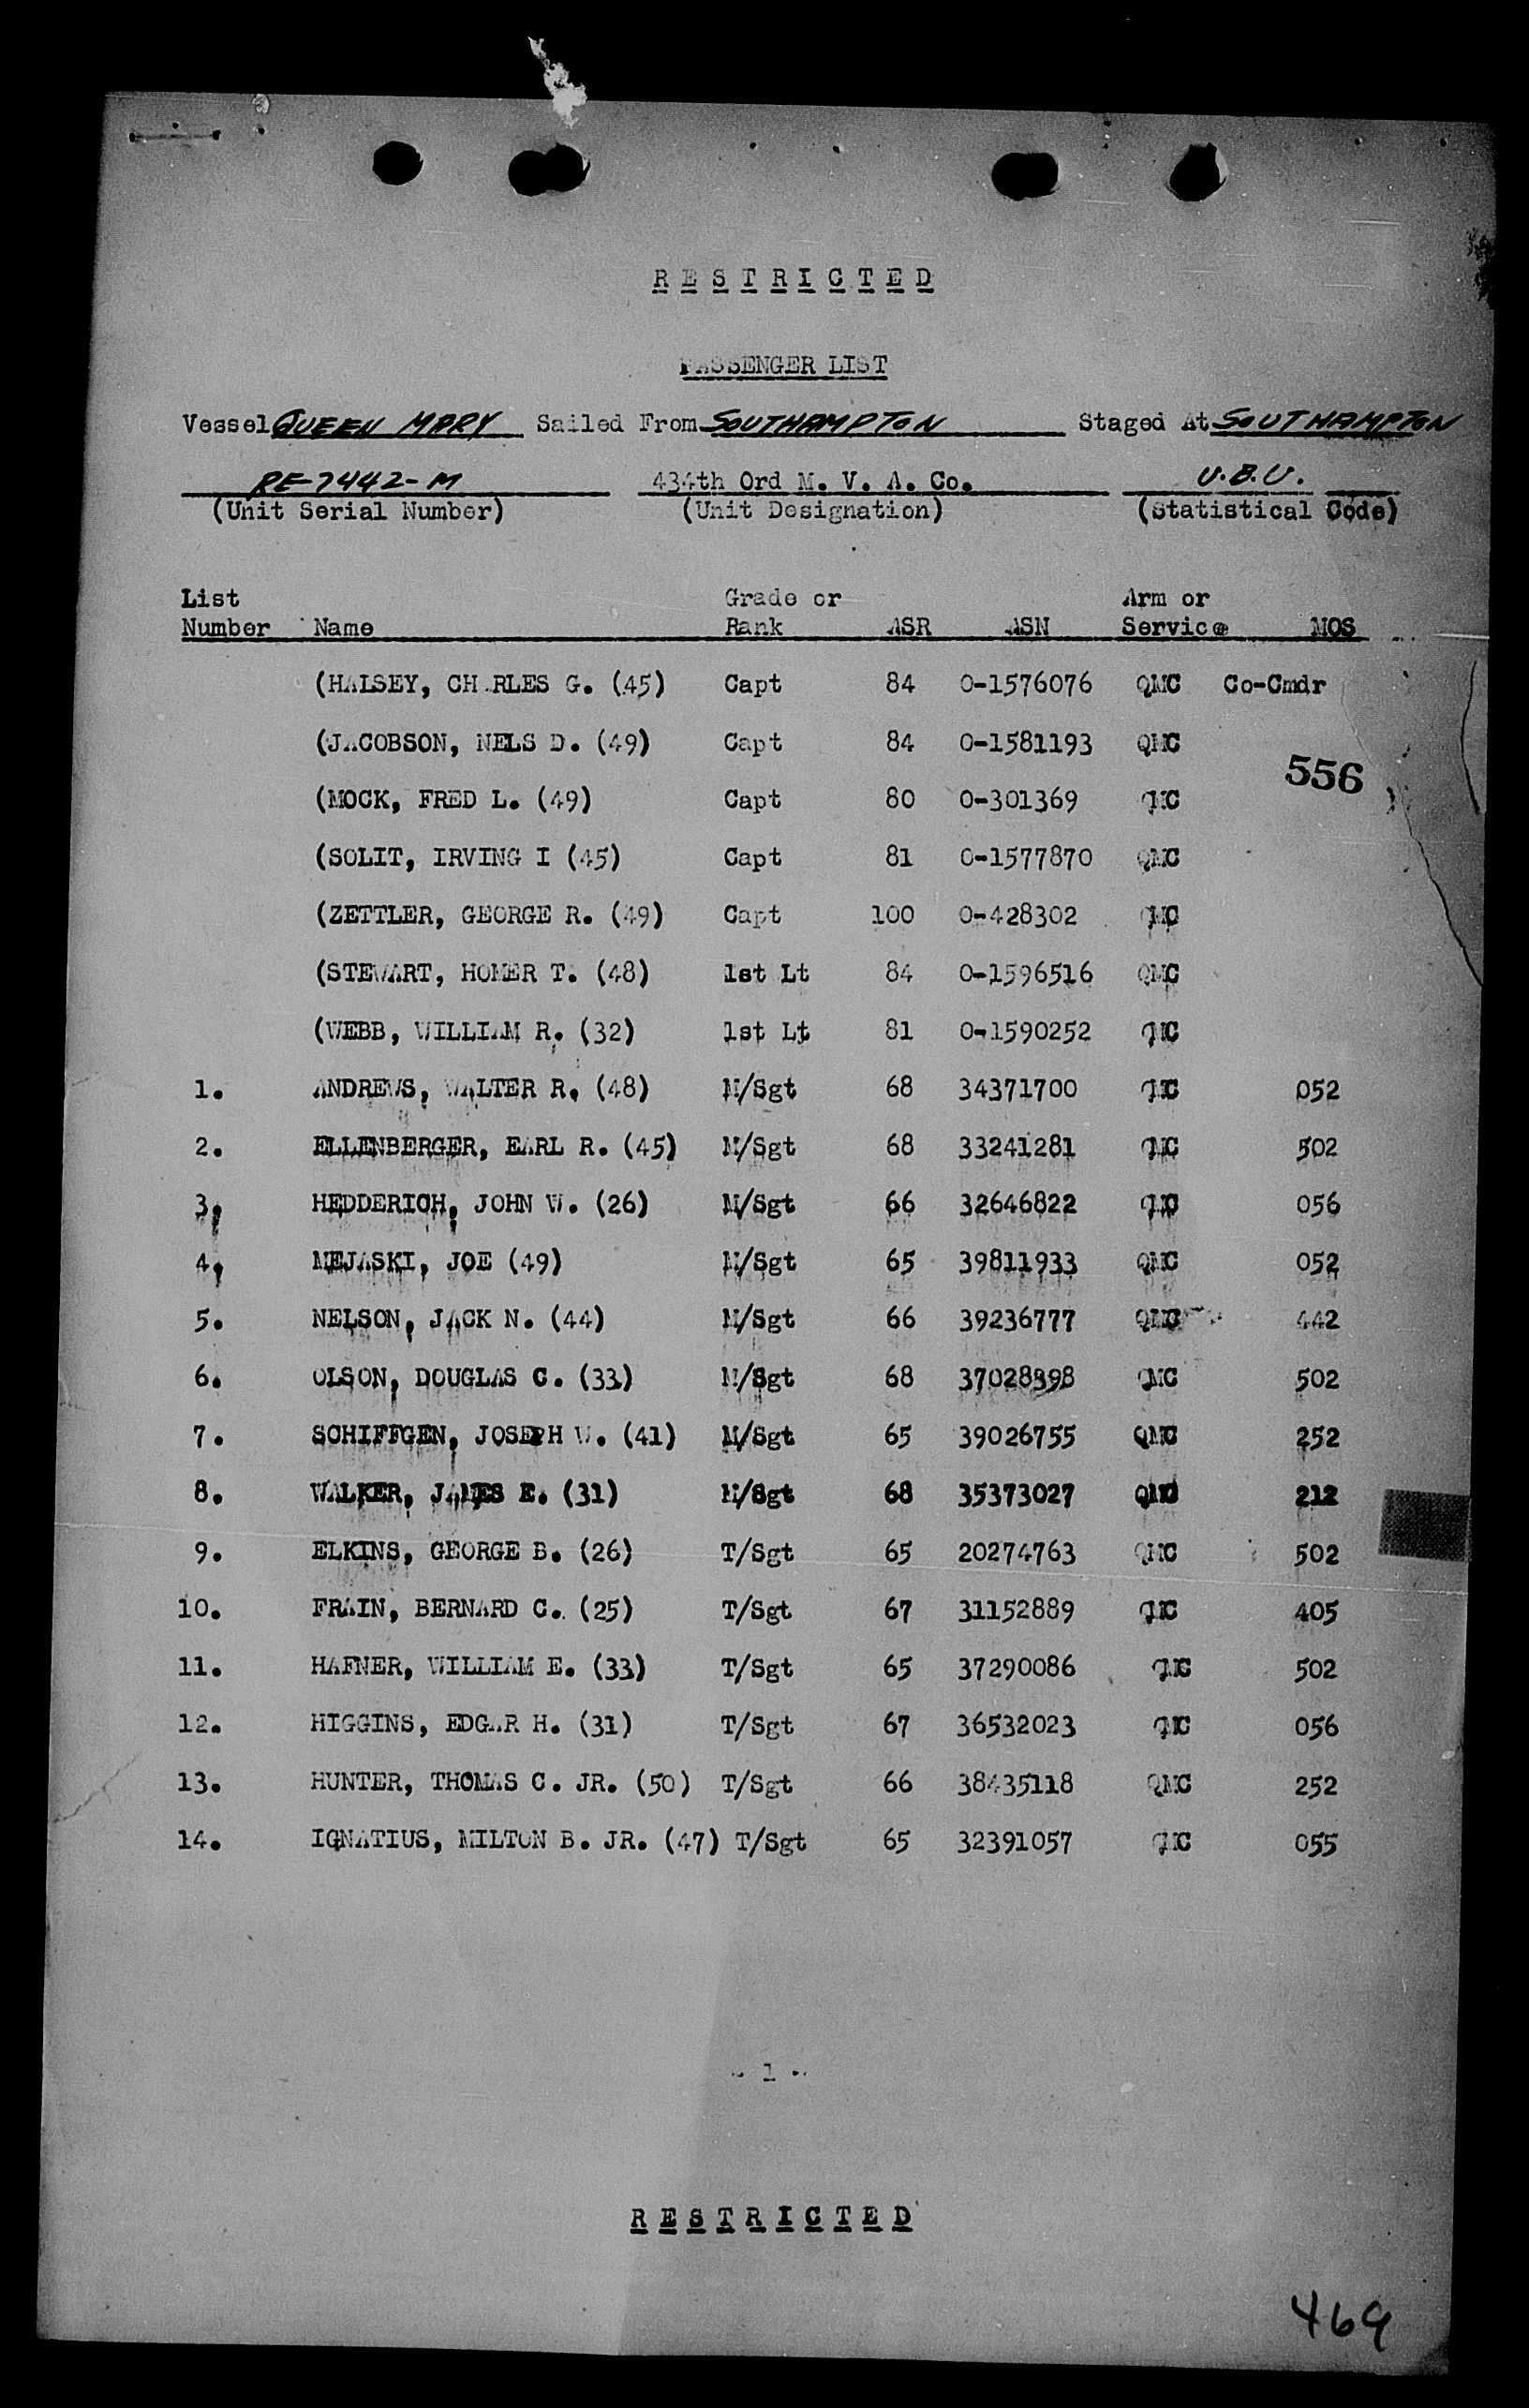 RESTRICTED
PASSENGER LIST
Vessel QUEEN MARY Sailed From SOUTHAMPTON Staged At SOUTHAMPTON
RE-7442-M 434th Ord M. V. A. Co. U.B.U.
(Unit Serial Number) (Unit Designation) (Statistical Code)
List Grade or Arm or
Number Name Rank ASR ASN Service MOS
(HALSEY, CHARLES G. (45) Capt 84 O-1576076 QMC Co-Cmdr
(JACOBSON, NELS D. (49) Capt 84 O-1581193 QMC
556
(MOCK, FRED L. (49) Capt 80 O-301369 QMC
(SOLIT, IRVING I (45) Capt 81 O-1577870 QMC
(ZETTLER, GEORGE R. (49) Capt 100 O-428302 QMC
(STEWART, HOMER T. (48) 1st Lt 84 O-1596516 QMC
(WEBB, WILLIAM R. (32) 1st Lt 81 O-1590252 QMC
1. ANDREWS, WALTER R. (48) M/Sgt 68 34371700 QMC 052
2. ELLENBERGER, EARL R. (45) M/Sgt 68 33241281 QMC 502
3. HEDDERICH, JOHN W. (26) M/Sgt 66 32646822 QMC 056
4. MEJASKI, JOE (49) M/Sgt 65 39811933 QMC 052
5. NELSON, JACK N. (44) M/Sgt 66 39236777 QMC 442
6. OLSON, DOUGLAS C. (33) M/Sgt 68 37028398 QMC 502
7. SCHIFFGEN, JOSEPH W. (41) M/Sgt 65 39026755 QMC 252
8. WALKER, JAMES E. (31) M/Sgt 68 35373027 QMC 212
9. ELKINS, GEORGE B. (26) T/Sgt 65 20274763 QMC 502
10. FRAIN, BERNARD C. (25) T/Sgt 67 31152889 QMC 405
11. HAFNER, WILLIAM E. (33) T/Sgt 65 37290086 QMC 502
12. HIGGINS, EDGAR H. (31) T/Sgt 67 36532023 QMC 056
13. HUNTER, THOMAS C. JR. (50) T/Sgt 66 38435118 QMC 252
14. IGNATIUS, MILTON B. JR. (47) T/Sgt 65 32391057 QMC 055
- 1 -
RESTRICTED
469